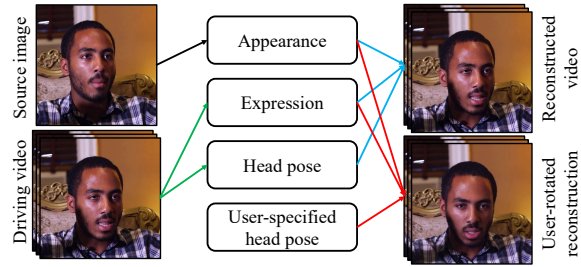 Source image
Driving video
Appearance
Expression
Head pose
User-specified
head pose
Reconstructed
video
User-rotated
reconstruction